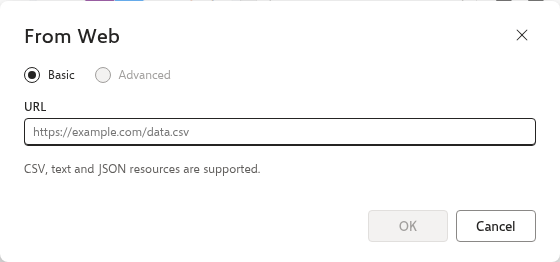 From Web
Basic
Advanced
URL
https://example.com/data.csv
CSV, text and JSON resources are supported.
OK
Cancel